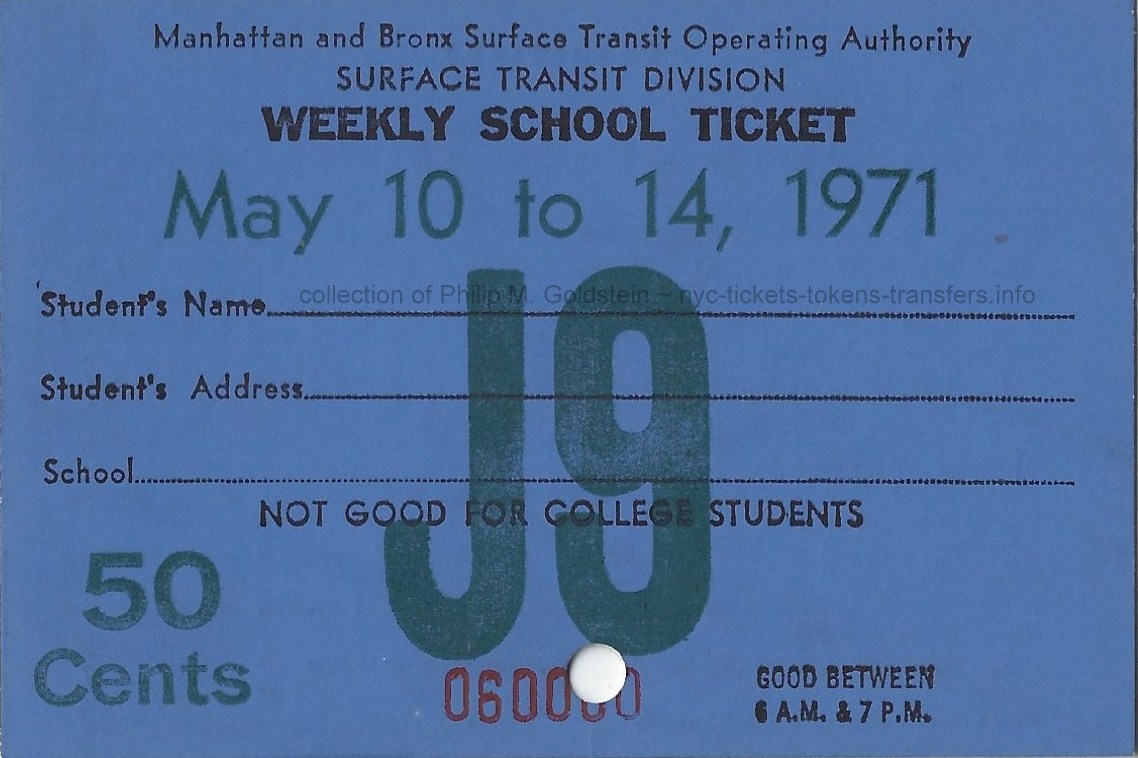 Manhattan and Bronx Surface Transit Operating Authority
SURFACE TRANSIT DIVISION
WEEKLY SCHOOL TICKET
May 10 to 14, 1971
collection of Philip M. Goldstein ~ nyc-tickets-tokens-transfers.info
Student's Name
J9
Student's Address
School
NOT GOOD FOR COLLEGE STUDENTS
50
Cents
GOOD BETWEEN
6 A.M. & 7 P.M.